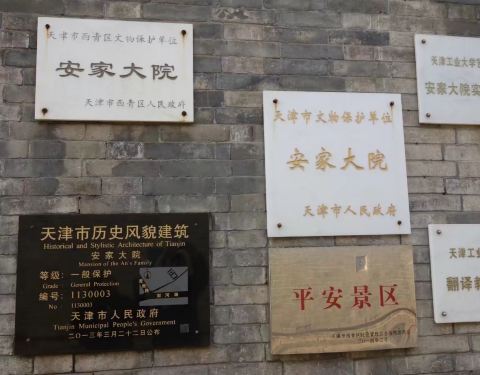 天津市西青区文物保护单位
安家大院
天津市西青区人民政府
天津市文物保护单位
安家大院
天津市人民政府
天津工业大学
安家大院实
天津市历史风貌建筑
Historical and Stylistic Architecture of Tianjin
安家大院
Mansion of the An's Family
等级：一般保护
Grade: General Protection
编号：1130003
No: 1130003
天津市人民政府
Tianjin Municipal People's Government
二〇一三年三月二十二日公布
平安景区
天津工
翻译